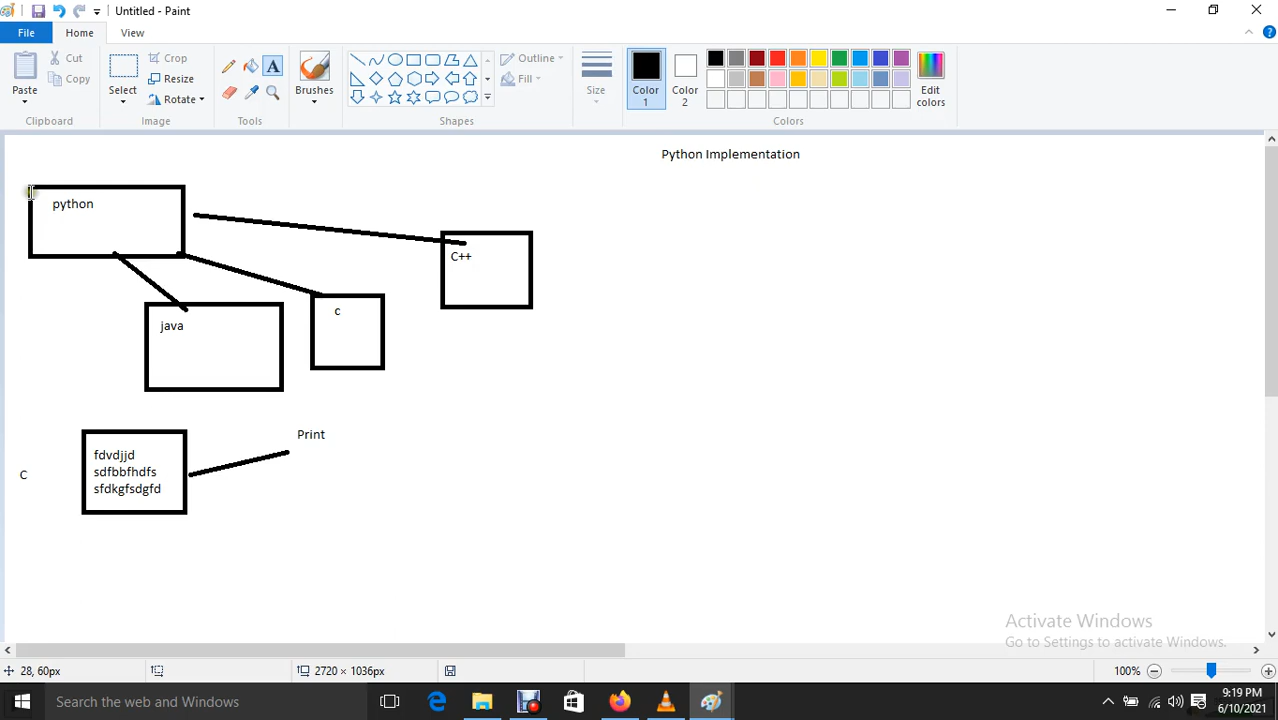 Untitled - Paint
File
Home
View
Paste
Cut
Copy
Clipboard
Select
Crop
Resize
Rotate
Image
A
Tools
Brushes
Shapes
Outline
Fill
Size
Color 1
Color 2
Edit colors
Colors
Python Implementation
python
C++
c
java
Print
fdvdjjd
sdfbbfhdfs
sfdkgfsdgfd
C
Activate Windows
Go to Settings to activate Windows.
28, 60px
2720 × 1036px
100%
Search the web and Windows
9:19 PM
6/10/2021